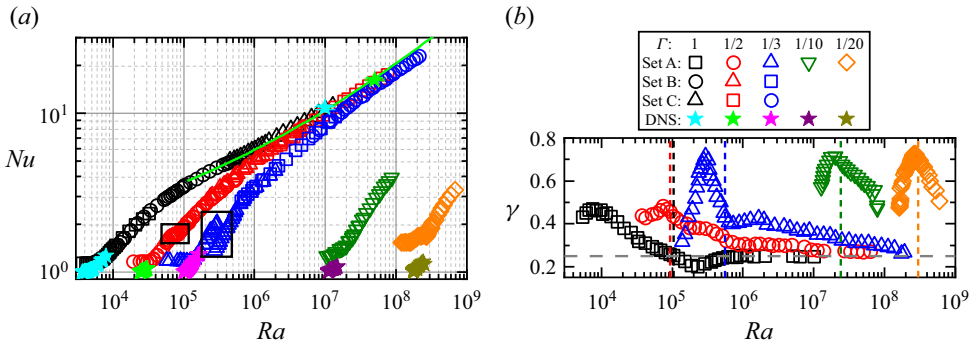 (a)
10¹
Nu
10⁰
10⁴ 10⁵ 10⁶ 10⁷ 10⁸ 10⁹
Ra
(b)
Γ: 1 1/2 1/3 1/10 1/20
Set A:
Set B:
Set C:
DNS:
0.8
0.6
γ
0.4
0.2
10⁴ 10⁵ 10⁶ 10⁷ 10⁸ 10⁹
Ra